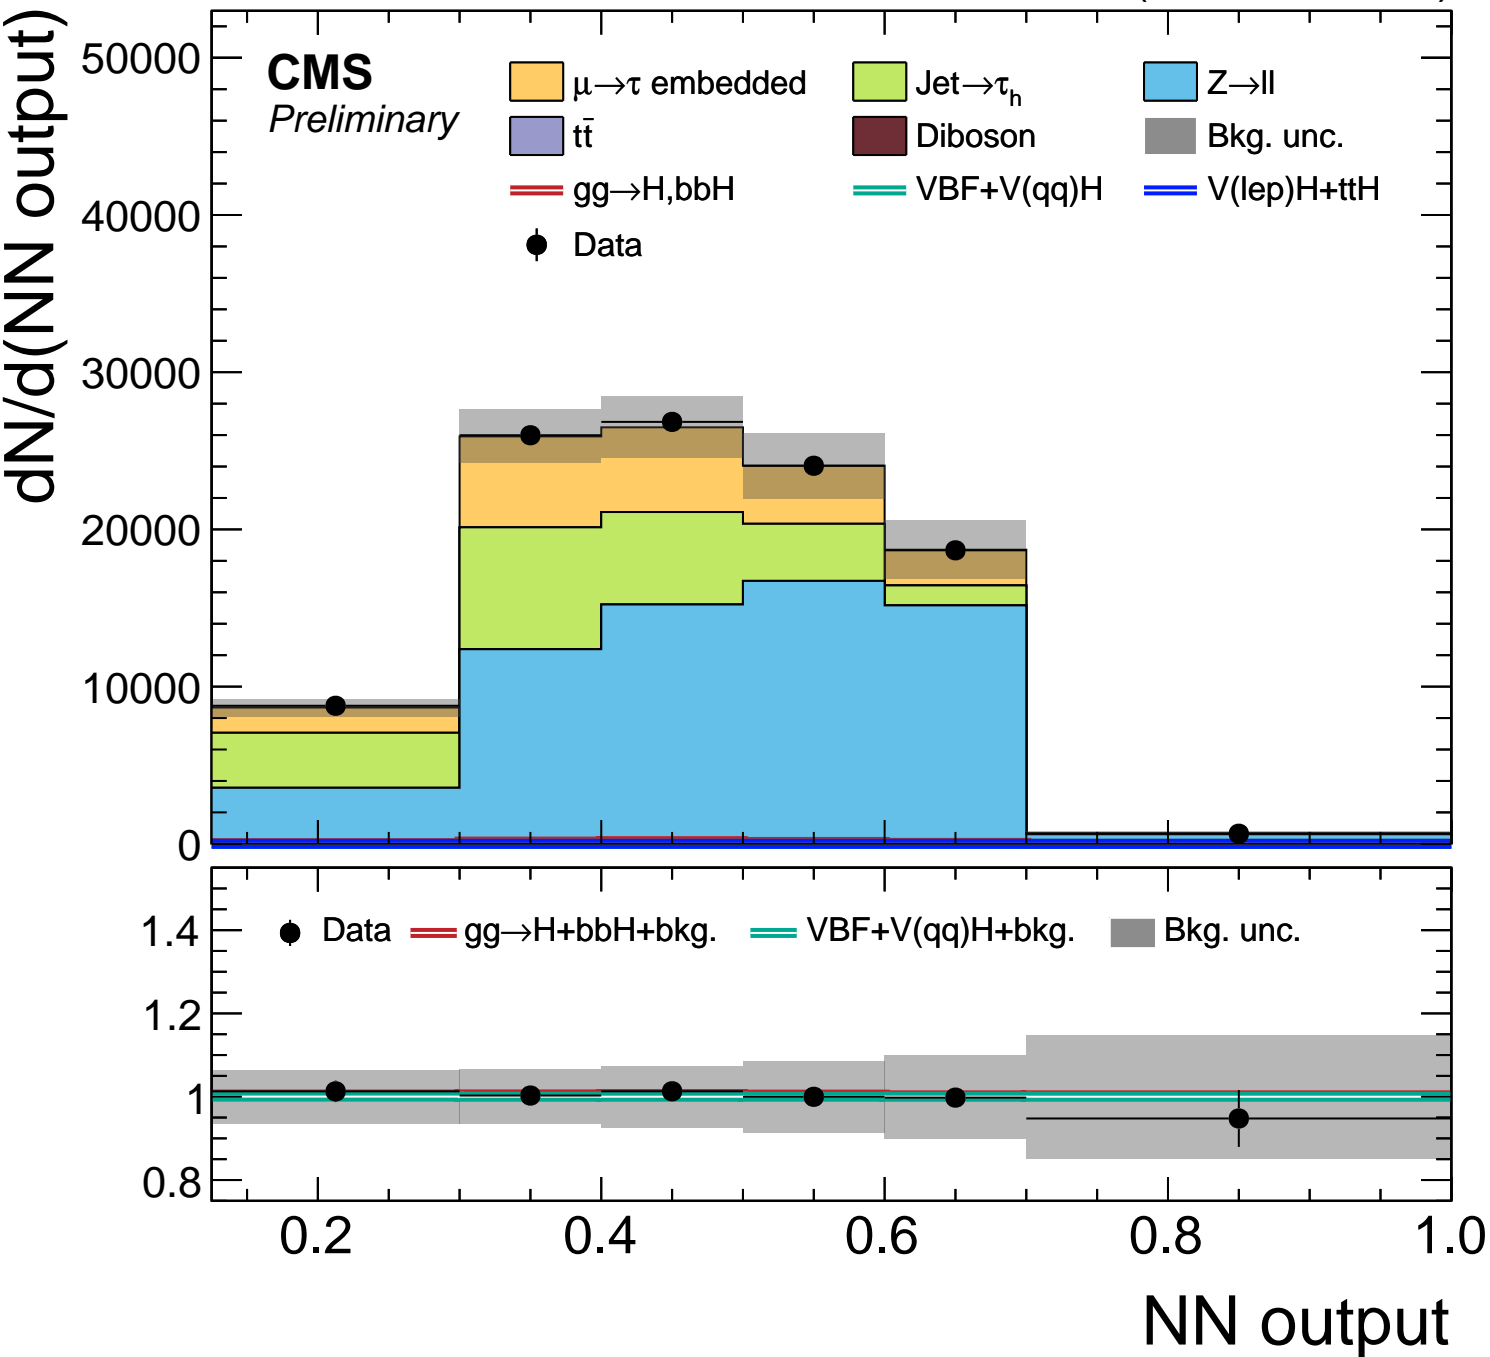 dN/d(NN output)
50000
40000
30000
20000
10000
0
CMS
Preliminary
μ→τ embedded Jet→τh Z→ll
tt̄ Diboson Bkg. unc.
gg→H,bbH VBF+V(qq)H V(lep)H+ttH
Data
1.4
1.2
1
0.8
Data gg→H+bbH+bkg. VBF+V(qq)H+bkg. Bkg. unc.
0.2 0.4 0.6 0.8 1.0
NN output